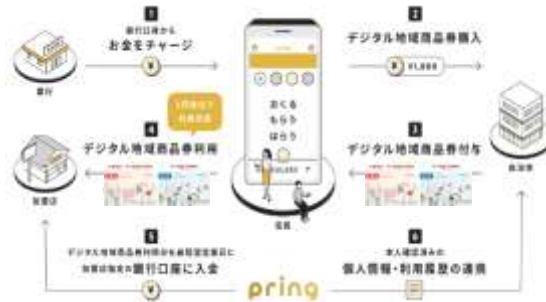 1
銀行口座から
お金をチャージ
2
デジタル地域商品券購入
¥
¥
銀行
pring
おくる
もらう
はらう
4
デジタル地域商品券利用
3
デジタル地域商品券付与
加盟店
住民
自治体
5
デジタル地域商品券利用分を最短翌営業日に
加盟店指定の銀行口座に入金
¥
6
本人確認済みの
個人情報・利用履歴の連携
pring